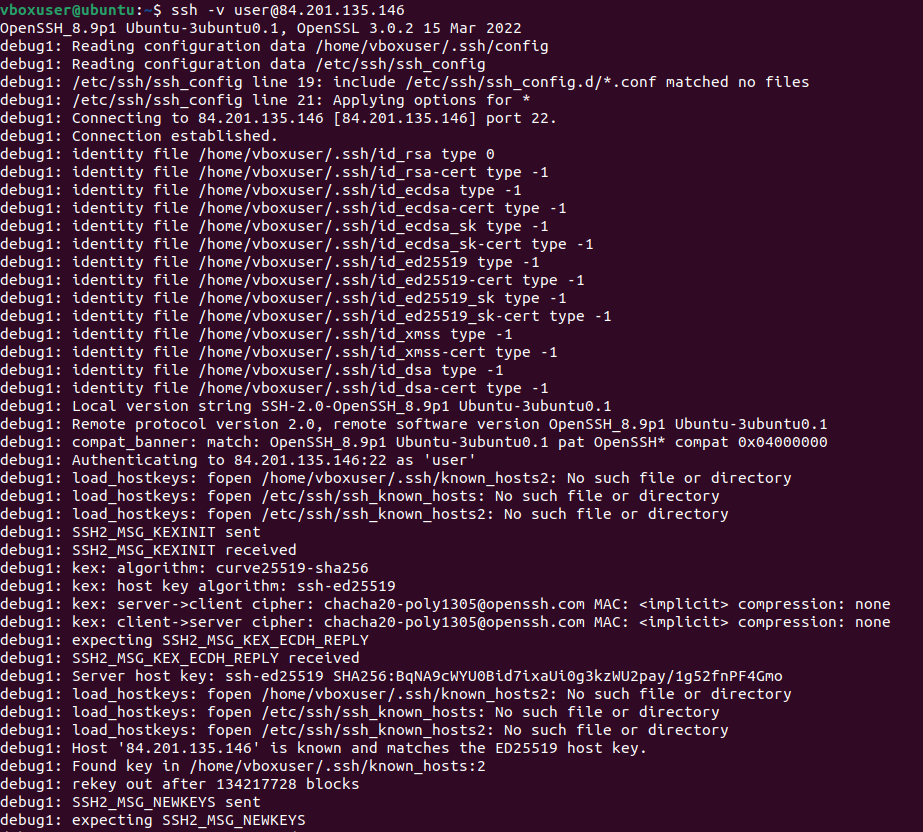 vboxuser@ubuntu:~$ ssh -v user@84.201.135.146
OpenSSH_8.9p1 Ubuntu-3ubuntu0.1, OpenSSL 3.0.2 15 Mar 2022
debug1: Reading configuration data /home/vboxuser/.ssh/config
debug1: Reading configuration data /etc/ssh/ssh_config
debug1: /etc/ssh/ssh_config line 19: include /etc/ssh/ssh_config.d/*.conf matched no files
debug1: /etc/ssh/ssh_config line 21: Applying options for *
debug1: Connecting to 84.201.135.146 [84.201.135.146] port 22.
debug1: Connection established.
debug1: identity file /home/vboxuser/.ssh/id_rsa type 0
debug1: identity file /home/vboxuser/.ssh/id_rsa-cert type -1
debug1: identity file /home/vboxuser/.ssh/id_ecdsa type -1
debug1: identity file /home/vboxuser/.ssh/id_ecdsa-cert type -1
debug1: identity file /home/vboxuser/.ssh/id_ecdsa_sk type -1
debug1: identity file /home/vboxuser/.ssh/id_ecdsa_sk-cert type -1
debug1: identity file /home/vboxuser/.ssh/id_ed25519 type -1
debug1: identity file /home/vboxuser/.ssh/id_ed25519-cert type -1
debug1: identity file /home/vboxuser/.ssh/id_ed25519_sk type -1
debug1: identity file /home/vboxuser/.ssh/id_ed25519_sk-cert type -1
debug1: identity file /home/vboxuser/.ssh/id_xmss type -1
debug1: identity file /home/vboxuser/.ssh/id_xmss-cert type -1
debug1: identity file /home/vboxuser/.ssh/id_dsa type -1
debug1: identity file /home/vboxuser/.ssh/id_dsa-cert type -1
debug1: Local version string SSH-2.0-OpenSSH_8.9p1 Ubuntu-3ubuntu0.1
debug1: Remote protocol version 2.0, remote software version OpenSSH_8.9p1 Ubuntu-3ubuntu0.1
debug1: compat_banner: match: OpenSSH_8.9p1 Ubuntu-3ubuntu0.1 pat OpenSSH* compat 0x04000000
debug1: Authenticating to 84.201.135.146:22 as 'user'
debug1: load_hostkeys: fopen /home/vboxuser/.ssh/known_hosts2: No such file or directory
debug1: load_hostkeys: fopen /etc/ssh/ssh_known_hosts: No such file or directory
debug1: load_hostkeys: fopen /etc/ssh/ssh_known_hosts2: No such file or directory
debug1: SSH2_MSG_KEXINIT sent
debug1: SSH2_MSG_KEXINIT received
debug1: kex: algorithm: curve25519-sha256
debug1: kex: host key algorithm: ssh-ed25519
debug1: kex: server->client cipher: chacha20-poly1305@openssh.com MAC: <implicit> compression: none
debug1: kex: client->server cipher: chacha20-poly1305@openssh.com MAC: <implicit> compression: none
debug1: expecting SSH2_MSG_KEX_ECDH_REPLY
debug1: SSH2_MSG_KEX_ECDH_REPLY received
debug1: Server host key: ssh-ed25519 SHA256:BqNA9cWYU0Bid7ixaUi0g3kzWU2pay/1g52fnPF4Gmo
debug1: load_hostkeys: fopen /home/vboxuser/.ssh/known_hosts2: No such file or directory
debug1: load_hostkeys: fopen /etc/ssh/ssh_known_hosts: No such file or directory
debug1: load_hostkeys: fopen /etc/ssh/ssh_known_hosts2: No such file or directory
debug1: Host '84.201.135.146' is known and matches the ED25519 host key.
debug1: Found key in /home/vboxuser/.ssh/known_hosts:2
debug1: rekey out after 134217728 blocks
debug1: SSH2_MSG_NEWKEYS sent
debug1: expecting SSH2_MSG_NEWKEYS